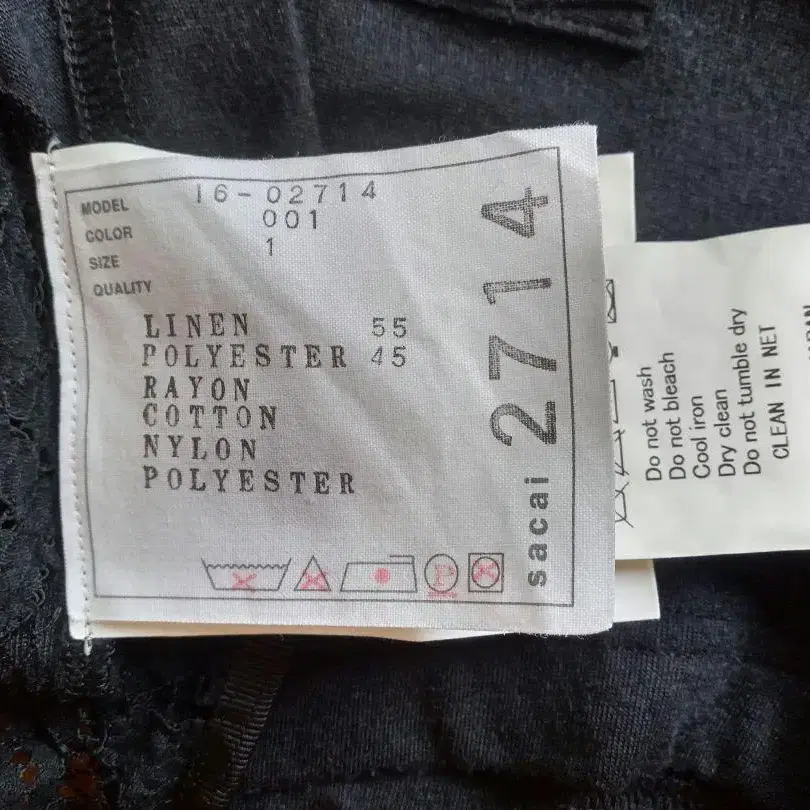 MODEL 16-02714
COLOR 001
SIZE 1
QUALITY
LINEN 55
POLYESTER 45
RAYON
COTTON
NYLON
POLYESTER
sacai 2714
Do not wash
Do not bleach
Cool iron
Dry clean
Do not tumble dry
CLEAN IN NET